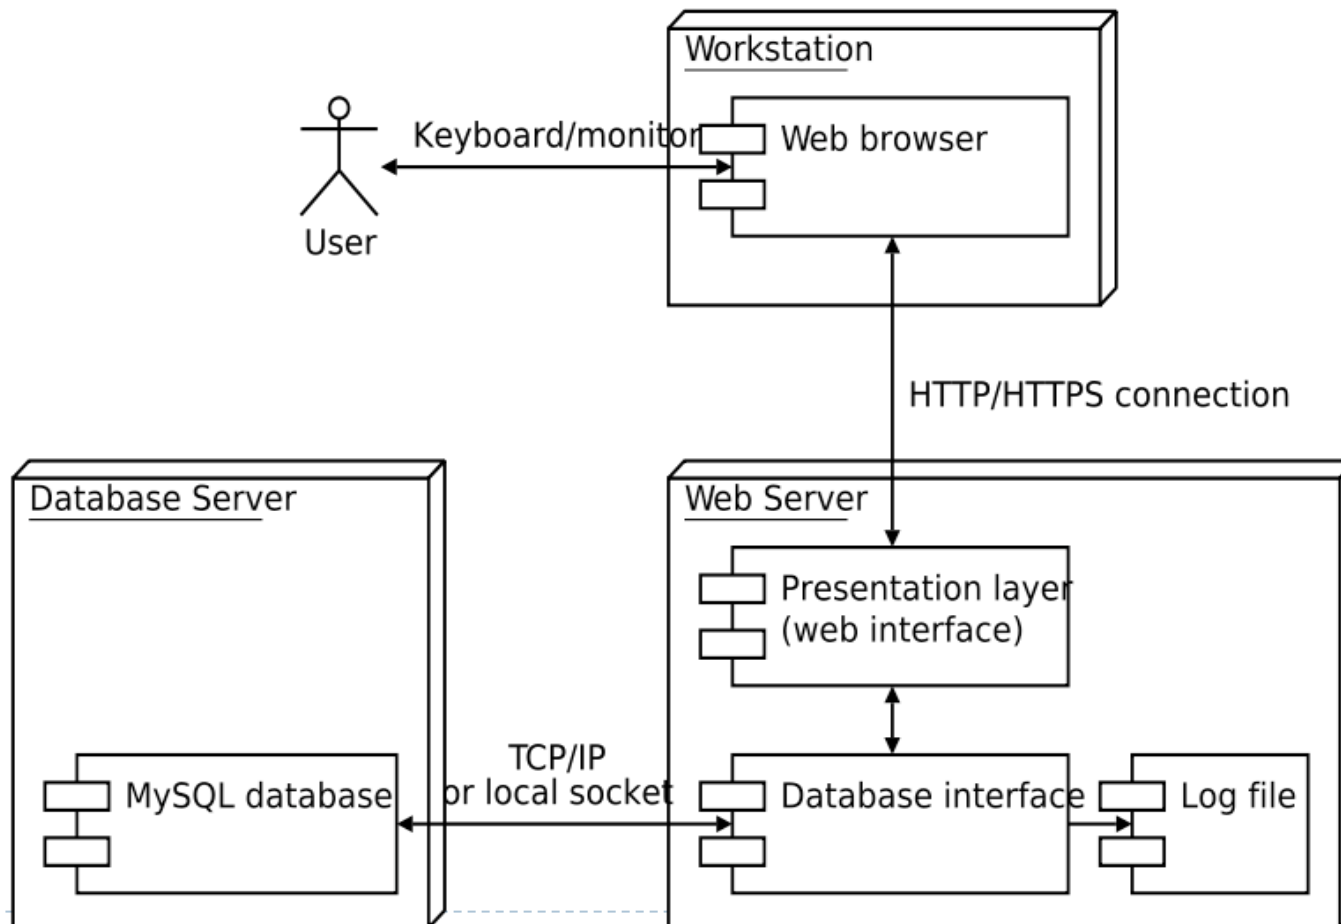 Workstation
Keyboard/monitor
Web browser
User
HTTP/HTTPS connection
Database Server
Web Server
Presentation layer
(web interface)
TCP/IP
or local socket
MySQL database
Database interface
Log file